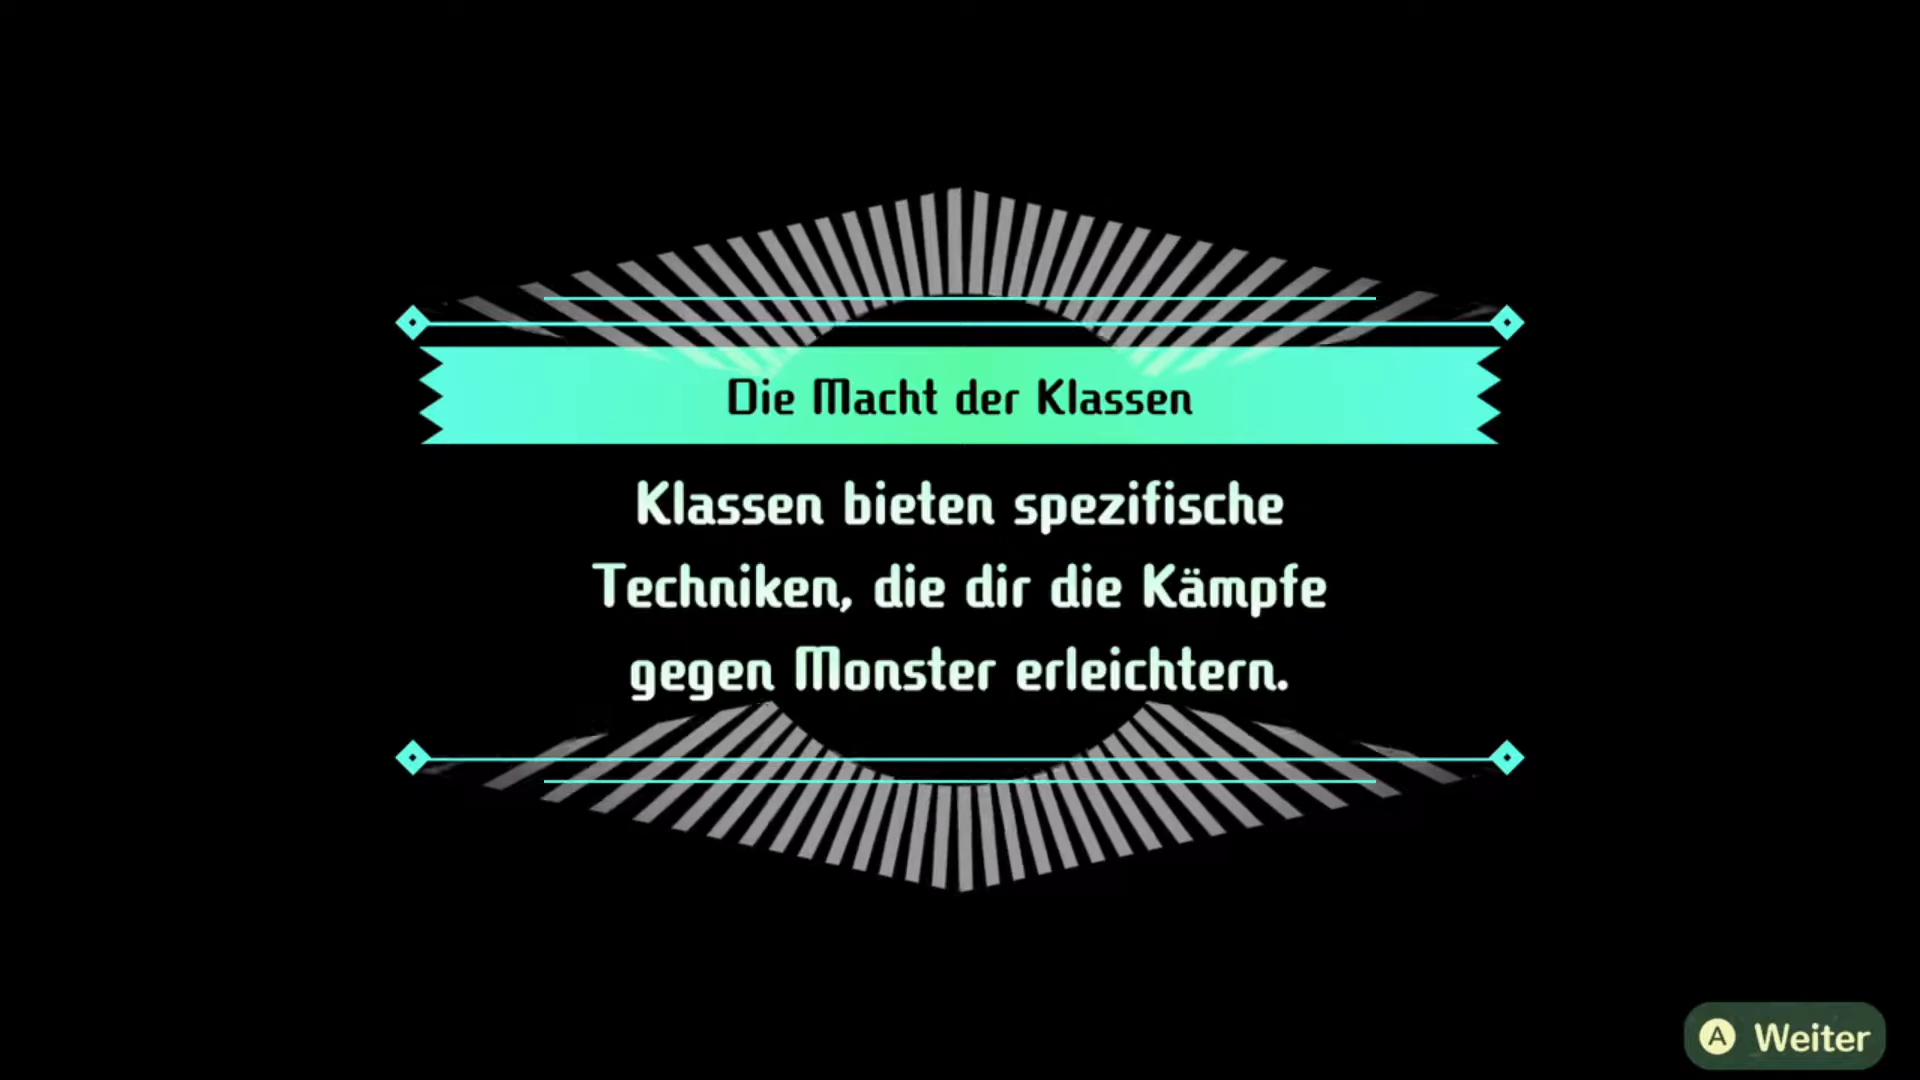 Die Macht der Klassen
Klassen bieten spezifische
Techniken, die dir die Kämpfe
gegen Monster erleichtern.
A Weiter